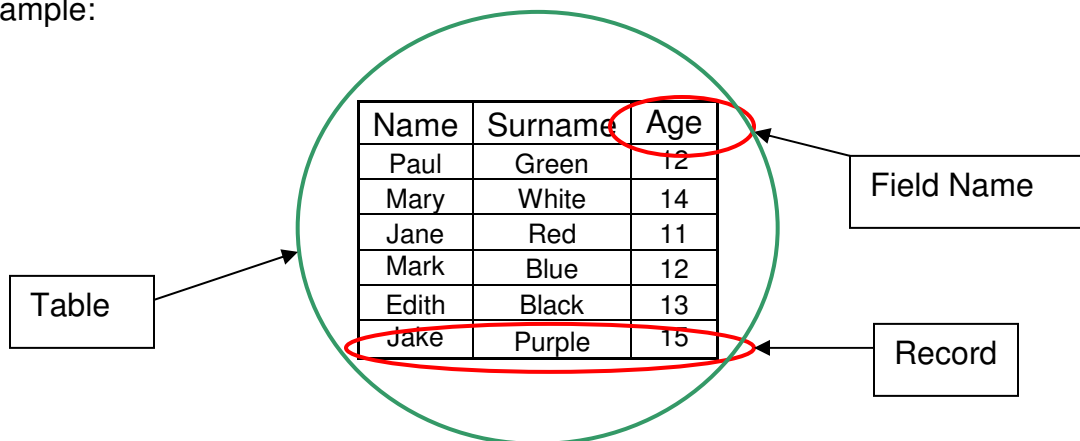 ample:
Name Surname Age
Paul Green 12
Mary White 14
Jane Red 11
Mark Blue 12
Edith Black 13
Jake Purple 15
Field Name
Table
Record